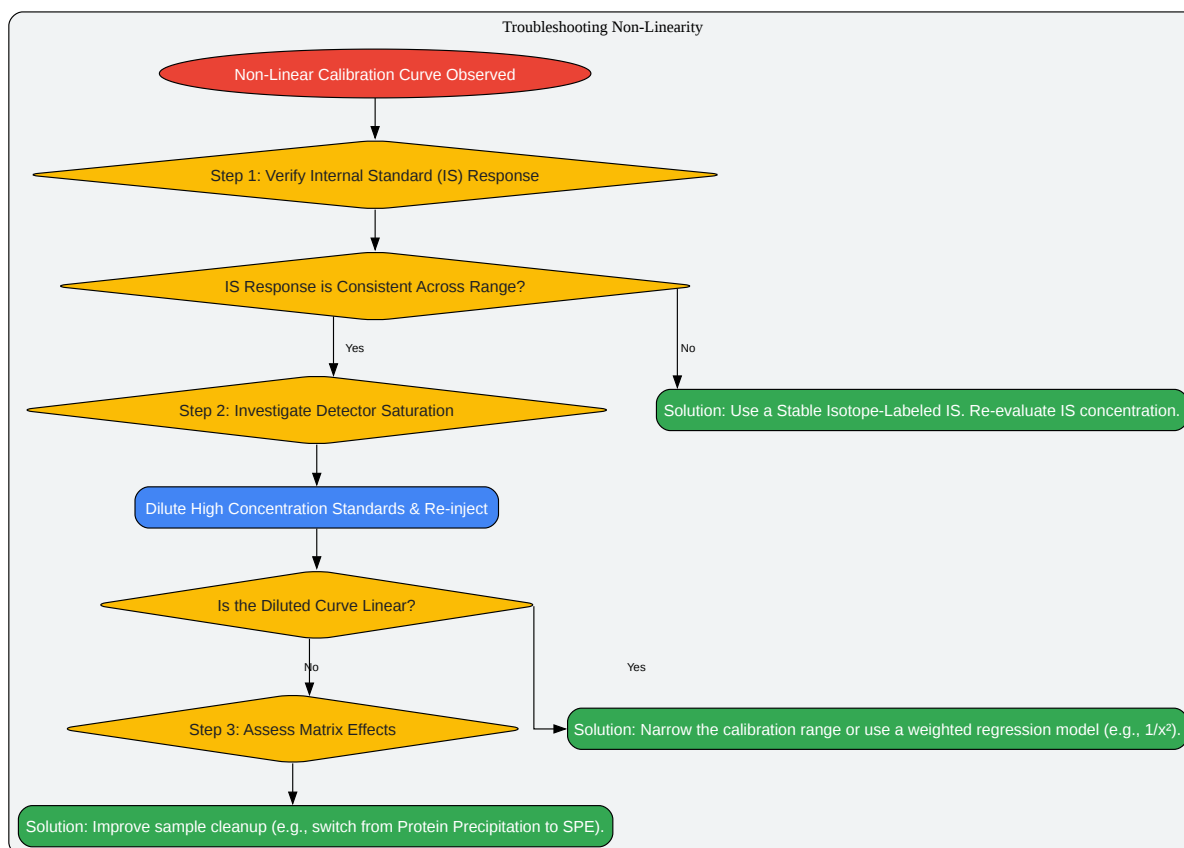 Troubleshooting Non-Linearity
Non-Linear Calibration Curve Observed
Step 1: Verify Internal Standard (IS) Response
IS Response is Consistent Across Range?
Yes
No
Step 2: Investigate Detector Saturation
Solution: Use a Stable Isotope-Labeled IS. Re-evaluate IS concentration.
Dilute High Concentration Standards & Re-inject
Is the Diluted Curve Linear?
No
Yes
Step 3: Assess Matrix Effects
Solution: Narrow the calibration range or use a weighted regression model (e.g., 1/x²).
Solution: Improve sample cleanup (e.g., switch from Protein Precipitation to SPE).